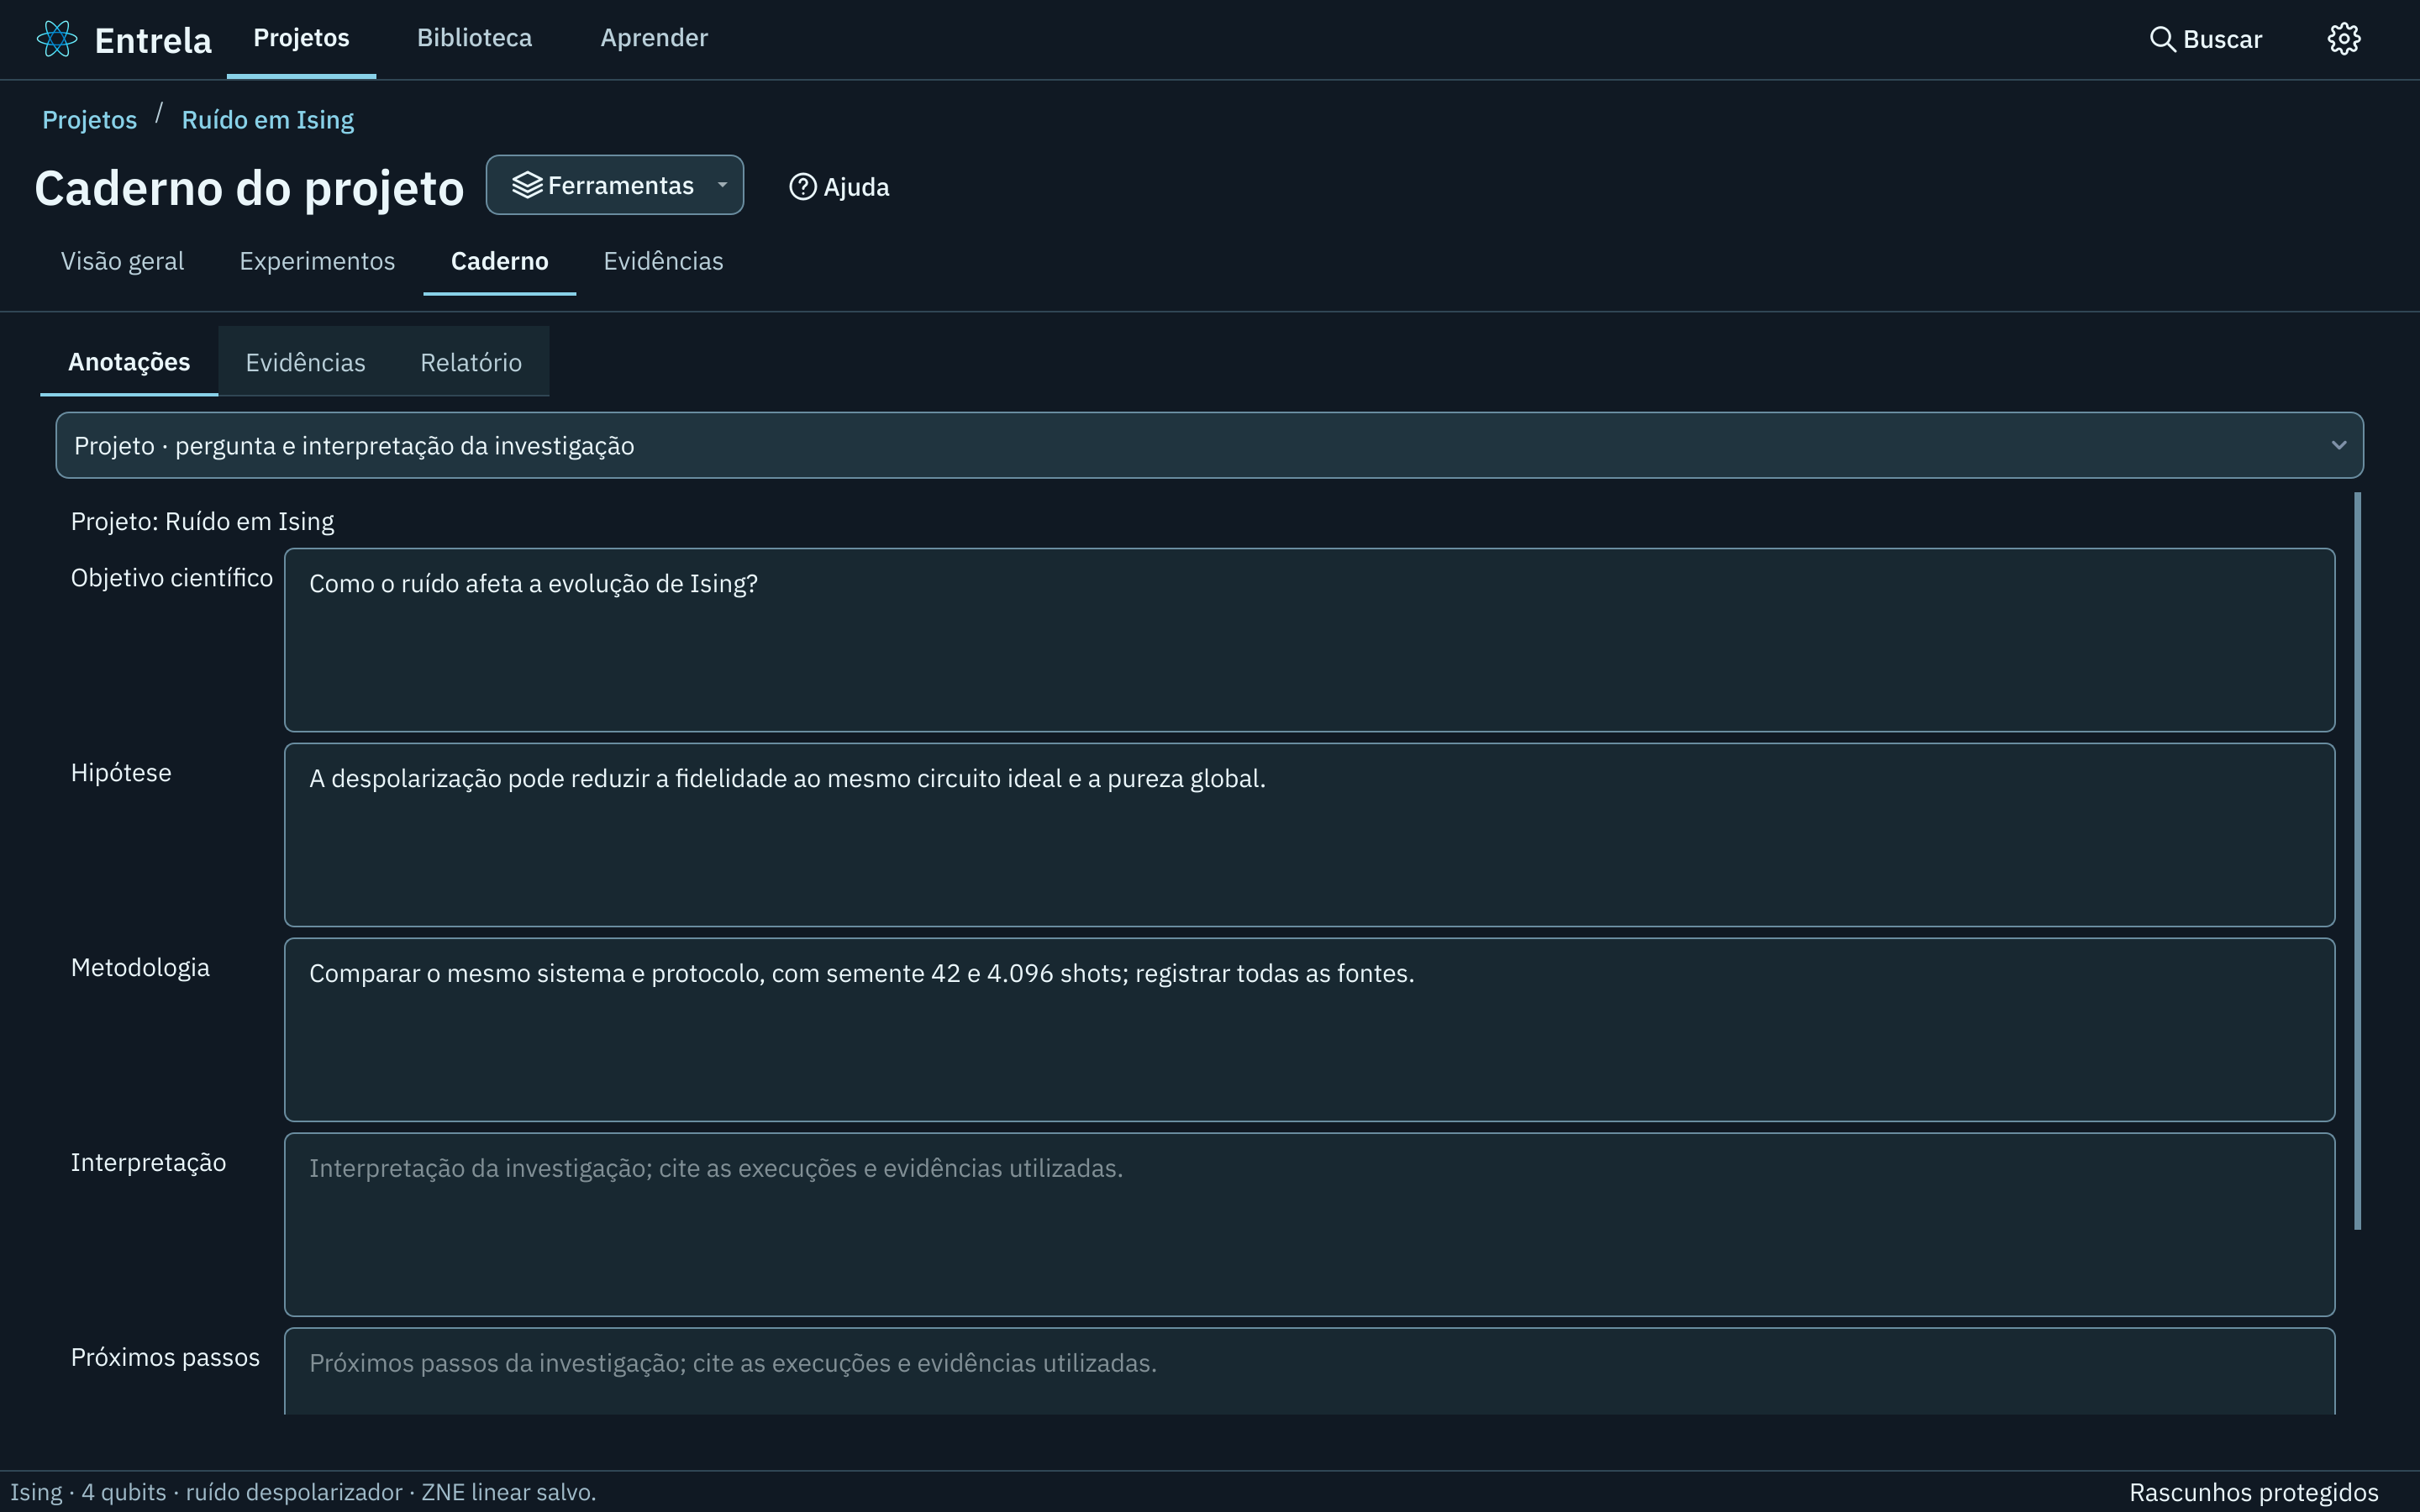 Entrela
Projetos
Biblioteca
Aprender
Buscar
Projetos / Ruído em Ising
Caderno do projeto
Ferramentas
Ajuda
Visão geral
Experimentos
Caderno
Evidências
Anotações
Evidências
Relatório
Projeto · pergunta e interpretação da investigação
Projeto: Ruído em Ising
Objetivo científico
Como o ruído afeta a evolução de Ising?
Hipótese
A despolarização pode reduzir a fidelidade ao mesmo circuito ideal e a pureza global.
Metodologia
Comparar o mesmo sistema e protocolo, com semente 42 e 4.096 shots; registrar todas as fontes.
Interpretação
Interpretação da investigação; cite as execuções e evidências utilizadas.
Próximos passos
Próximos passos da investigação; cite as execuções e evidências utilizadas.
Ising · 4 qubits · ruído despolarizador · ZNE linear salvo.
Rascunhos protegidos